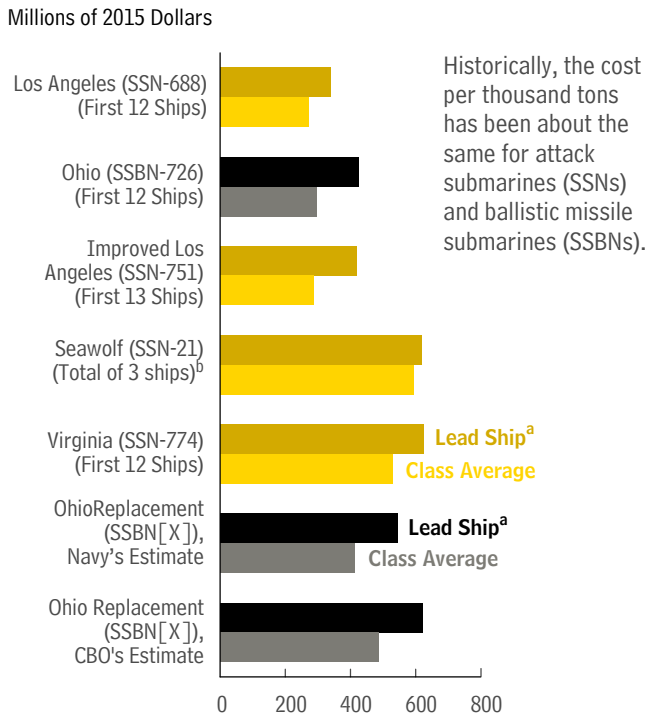 Millions of 2015 Dollars
Los Angeles (SSN-688)
(First 12 Ships)
Historically, the cost
per thousand tons
has been about the
same for attack
submarines (SSNs)
and ballistic missile
submarines (SSBNs).
Ohio (SSBN-726)
(First 12 Ships)
Improved Los
Angeles (SSN-751)
(First 13 Ships)
Seawolf (SSN-21)
(Total of 3 ships)b
Virginia (SSN-774)
(First 12 Ships)
Lead Shipa
Class Average
OhioReplacement
(SSBN[X]),
Navy’s Estimate
Lead Shipa
Class Average
Ohio Replacement
(SSBN[X]),
CBO's Estimate
0 200 400 600 800